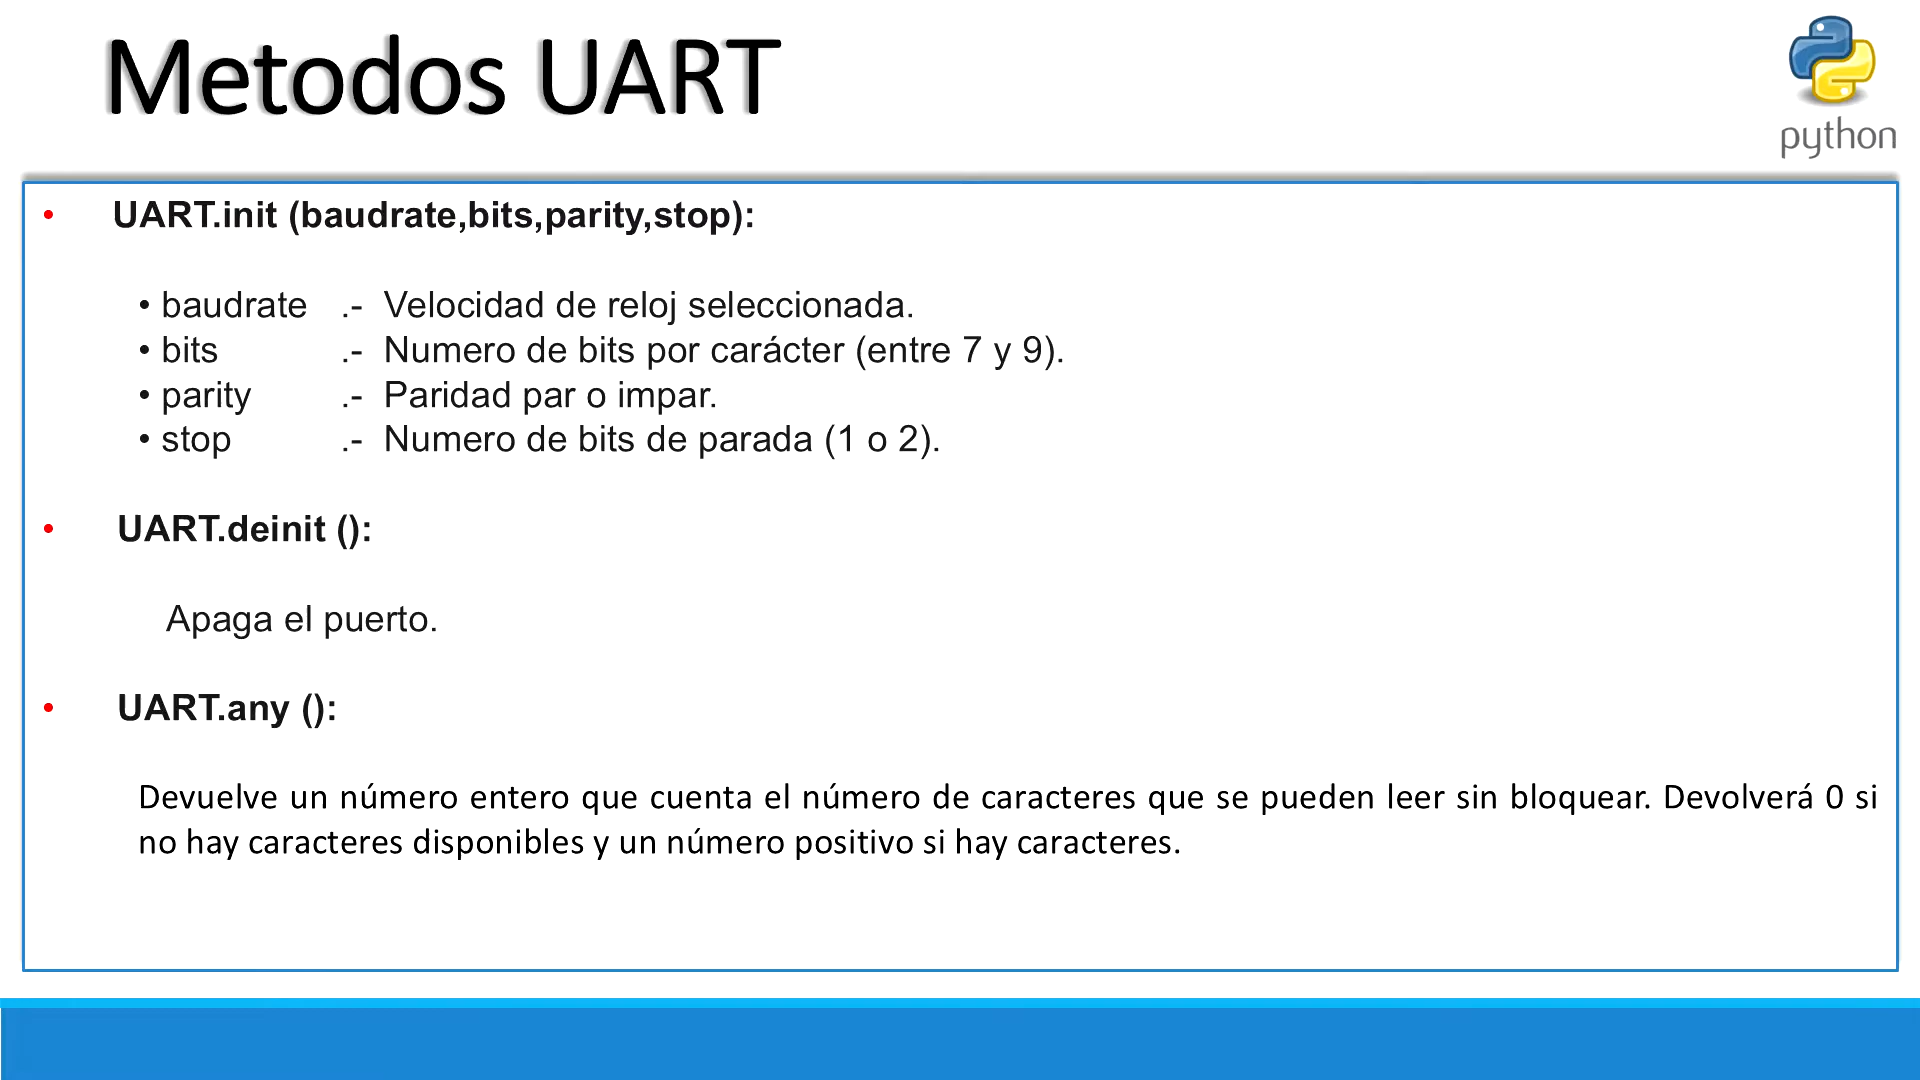 Metodos UART
python
• UART.init (baudrate,bits,parity,stop):
• baudrate .- Velocidad de reloj seleccionada.
• bits .- Numero de bits por carácter (entre 7 y 9).
• parity .- Paridad par o impar.
• stop .- Numero de bits de parada (1 o 2).
• UART.deinit ():
Apaga el puerto.
• UART.any ():
Devuelve un número entero que cuenta el número de caracteres que se pueden leer sin bloquear. Devolverá 0 si
no hay caracteres disponibles y un número positivo si hay caracteres.